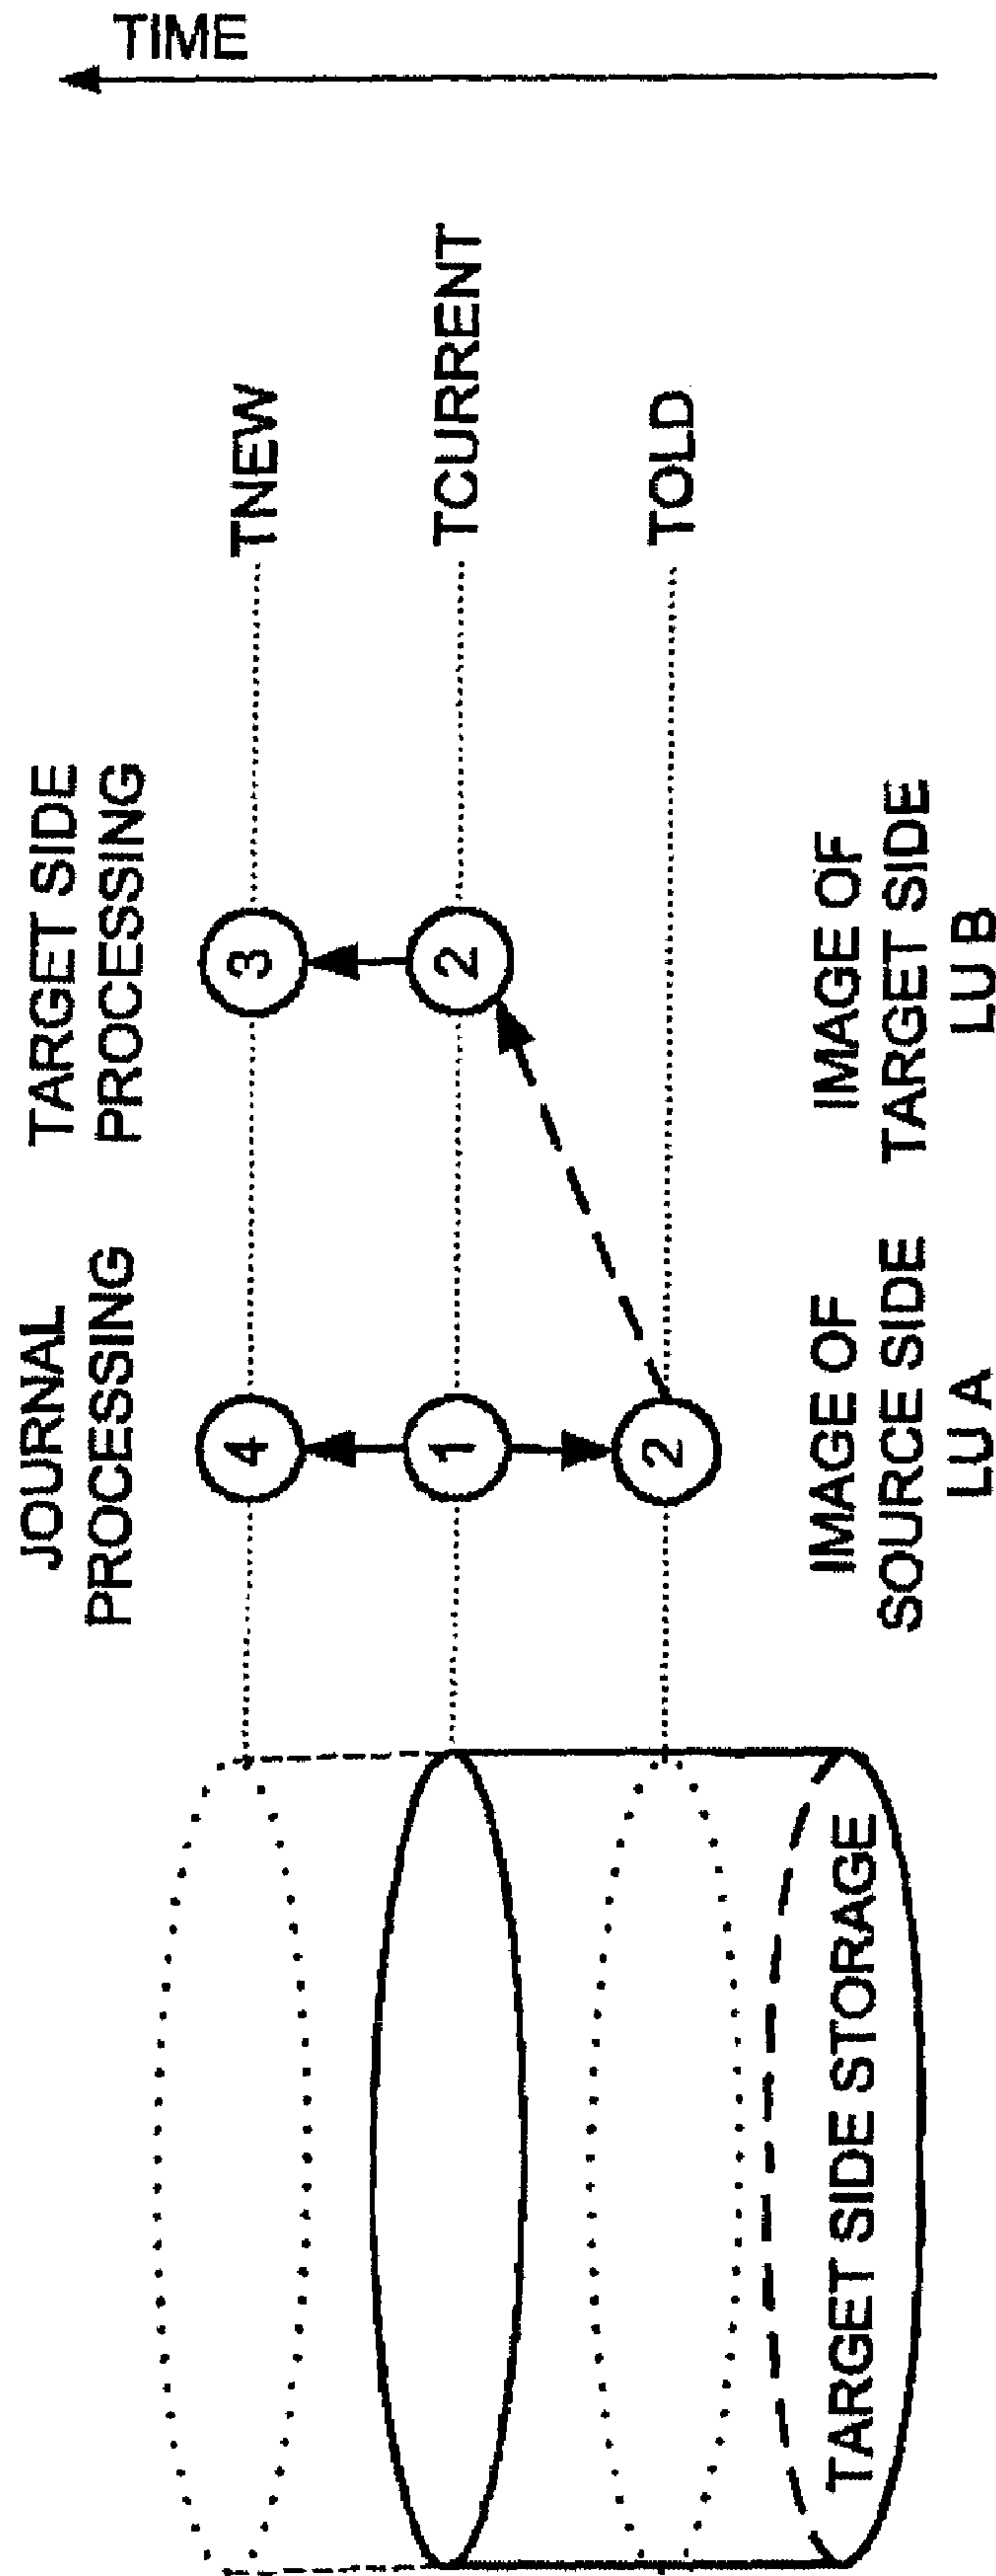 JOURNAL
PROCESSING
TARGET SIDE
PROCESSING
TIME
4
3
TNEW
1
2
TCURRENT
2
TOLD
TARGET SIDE STORAGE
IMAGE OF
SOURCE SIDE
LU A
IMAGE OF
TARGET SIDE
LU B